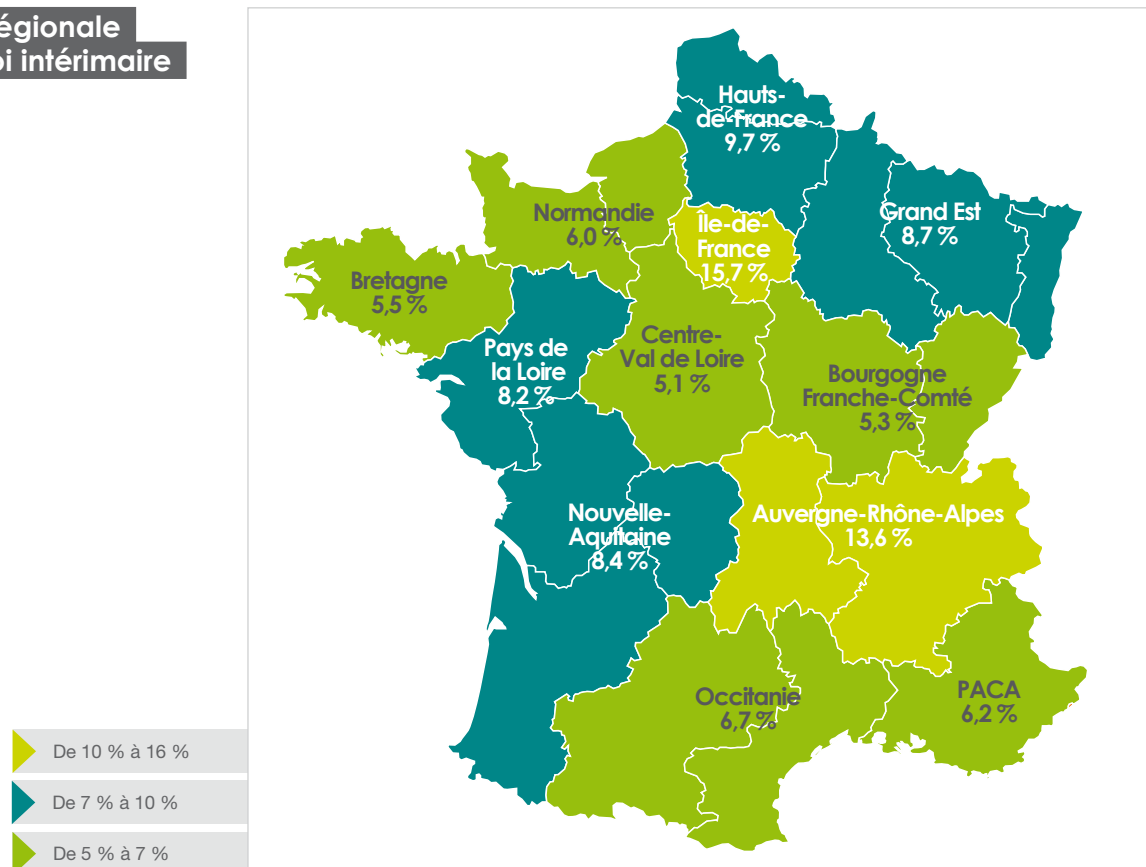 égionale
oi intérimaire
Hauts-
de-France
9,7 %
Normandie
6,0 %
Île-de-
France
15,7 %
Grand Est
8,7 %
Bretagne
5,5 %
Pays de
la Loire
8,2 %
Centre-
Val de Loire
5,1 %
Bourgogne
Franche-Comté
5,3 %
Nouvelle-
Aquitaine
8,4 %
Auvergne-Rhône-Alpes
13,6 %
Occitanie
6,7 %
PACA
6,2 %
De 10 % à 16 %
De 7 % à 10 %
De 5 % à 7 %